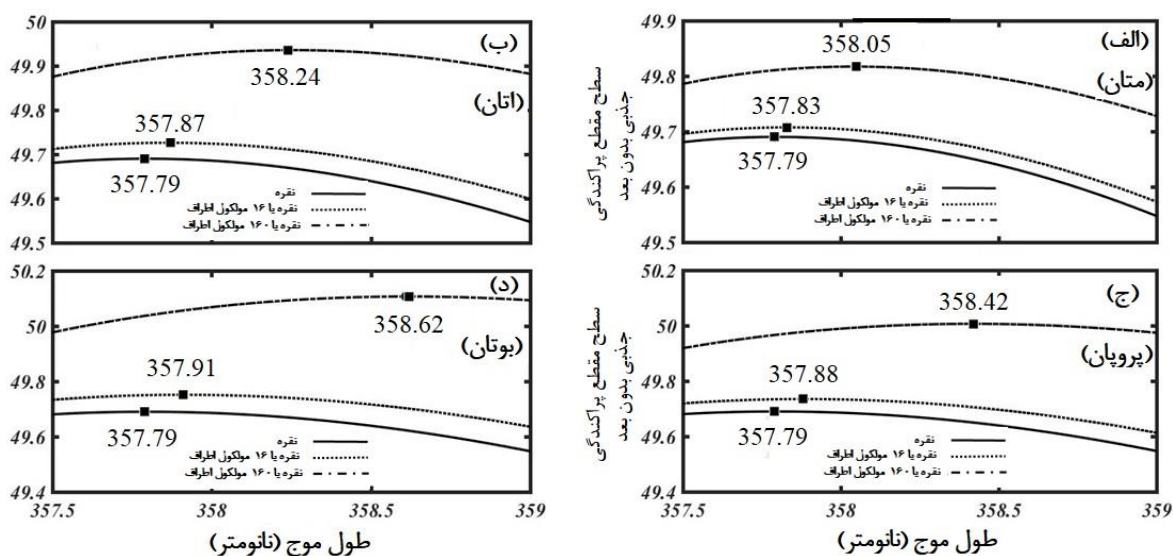 (الف)
(متان)
49.9
49.8
49.7
49.6
49.5
358.05
357.83
357.79
سطح مقطع پراکندگی
جذبی بدون بعد
نقره
نقره با ۱۶ مولکول اطراف
نقره با ۱۶۰ مولکول اطراف
(ب)
(اتان)
50
49.9
49.8
49.7
49.6
49.5
358.24
357.87
357.79
نقره
نقره با ۱۶ مولکول اطراف
نقره با ۱۶۰ مولکول اطراف
(ج)
(پروپان)
50.2
50
49.8
49.6
49.4
358.42
357.88
357.79
سطح مقطع پراکندگی
جذبی بدون بعد
نقره
نقره با ۱۶ مولکول اطراف
نقره با ۱۶۰ مولکول اطراف
357.5 358 358.5 359
طول موج (نانومتر)
(د)
(بوتان)
50.2
50
49.8
49.6
49.4
358.62
357.91
357.79
نقره
نقره با ۱۶ مولکول اطراف
نقره با ۱۶۰ مولکول اطراف
357.5 358 358.5 359
طول موج (نانومتر)